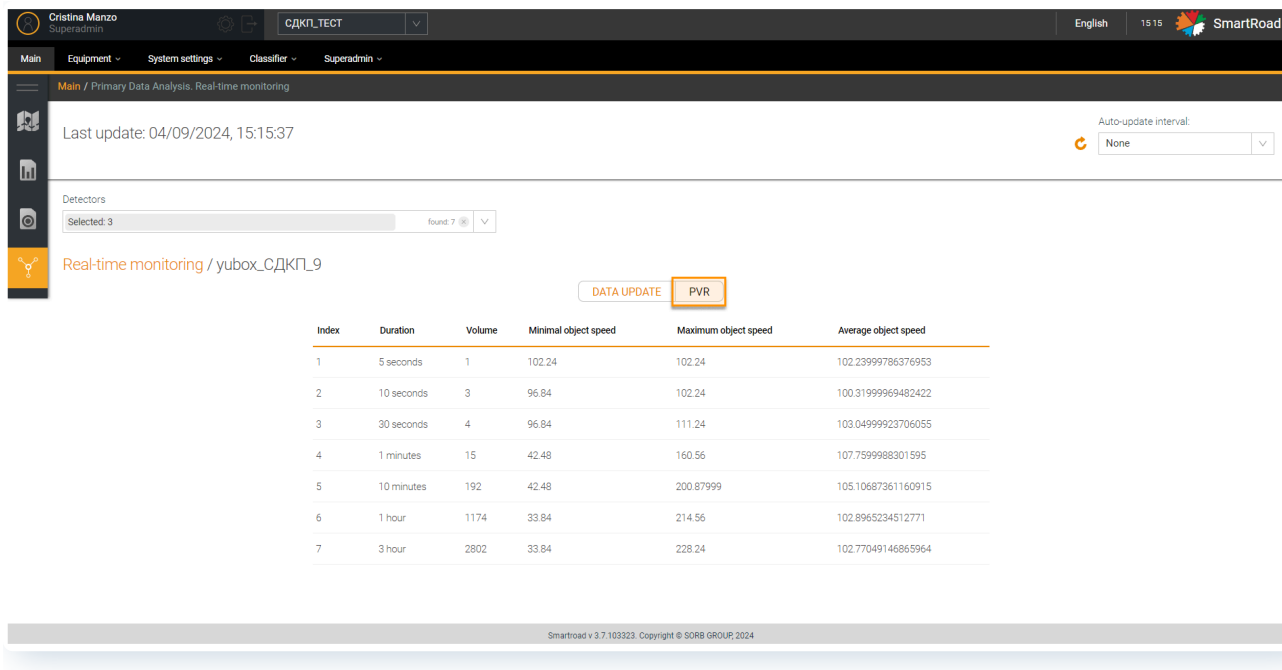 Cristina Manzo
Superadmin
СДКП_ТЕСТ
English
15 15
SmartRoad
Main
Equipment
System settings
Classifier
Superadmin
Main / Primary Data Analysis. Real-time monitoring
Last update: 04/09/2024, 15:15:37
Auto-update interval:
None
Detectors
Selected: 3
found: 7
Real-time monitoring / yubox_СДКП_9
DATA UPDATE PVR
Index Duration Volume Minimal object speed Maximum object speed Average object speed
1 5 seconds 1 102.24 102.24 102.23999786376953
2 10 seconds 3 96.84 102.24 100.31999969482422
3 30 seconds 4 96.84 111.24 103.04999923706055
4 1 minutes 15 42.48 160.56 107.7599988301595
5 10 minutes 192 42.48 200.87999 105.10687361160915
6 1 hour 1174 33.84 214.56 102.8965234512771
7 3 hour 2802 33.84 228.24 102.77049146865964
Smartroad v 3.7.103323. Copyright © SORB GROUP, 2024